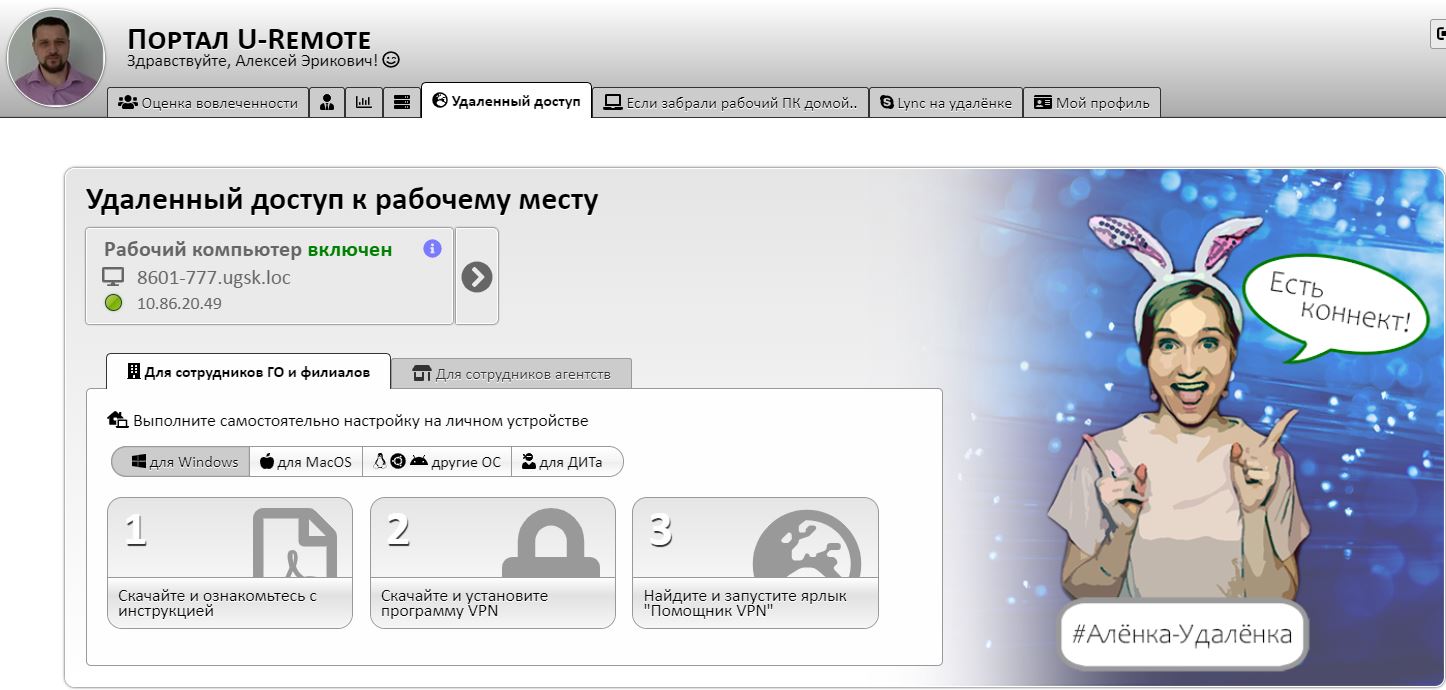 Портал U-Remote
Здравствуйте, Алексей Эрикович!
Оценка вовлеченности
Удаленный доступ
Если забрали рабочий ПК домой..
Lync на удалёнке
Мой профиль
Удаленный доступ к рабочему месту
Рабочий компьютер включен
8601-777.ugsk.loc
10.86.20.49
Для сотрудников ГО и филиалов
Для сотрудников агентств
Выполните самостоятельно настройку на личном устройстве
для Windows
для MacOS
другие ОС
для ДИТа
1
Скачайте и ознакомьтесь с
инструкцией
2
Скачайте и установите
программу VPN
3
Найдите и запустите ярлык
"Помощник VPN"
Есть
коннект!
#Алёнка-Удалёнка